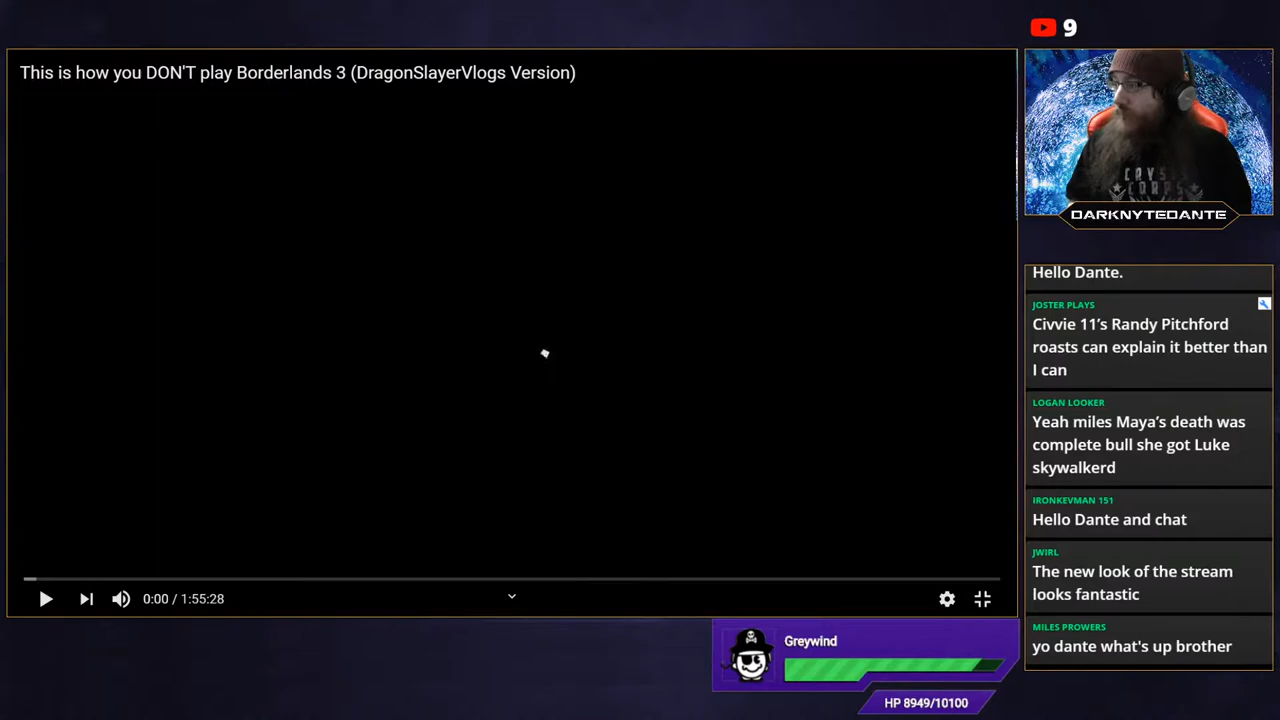 9
This is how you DON'T play Borderlands 3 (DragonSlayerVlogs Version)
CRYS
CORPS
DARKNYTEDANTE
Hello Dante.
JOSTER PLAYS
Civvie 11’s Randy Pitchford
roasts can explain it better than
I can
LOGAN LOOKER
Yeah miles Maya’s death was
complete bull she got Luke
skywalkerd
IRONKEVMAN 151
Hello Dante and chat
JWIRL
The new look of the stream
looks fantastic
MILES PROWERS
yo dante what's up brother
0:00 / 1:55:28
Greywind
HP 8949/10100